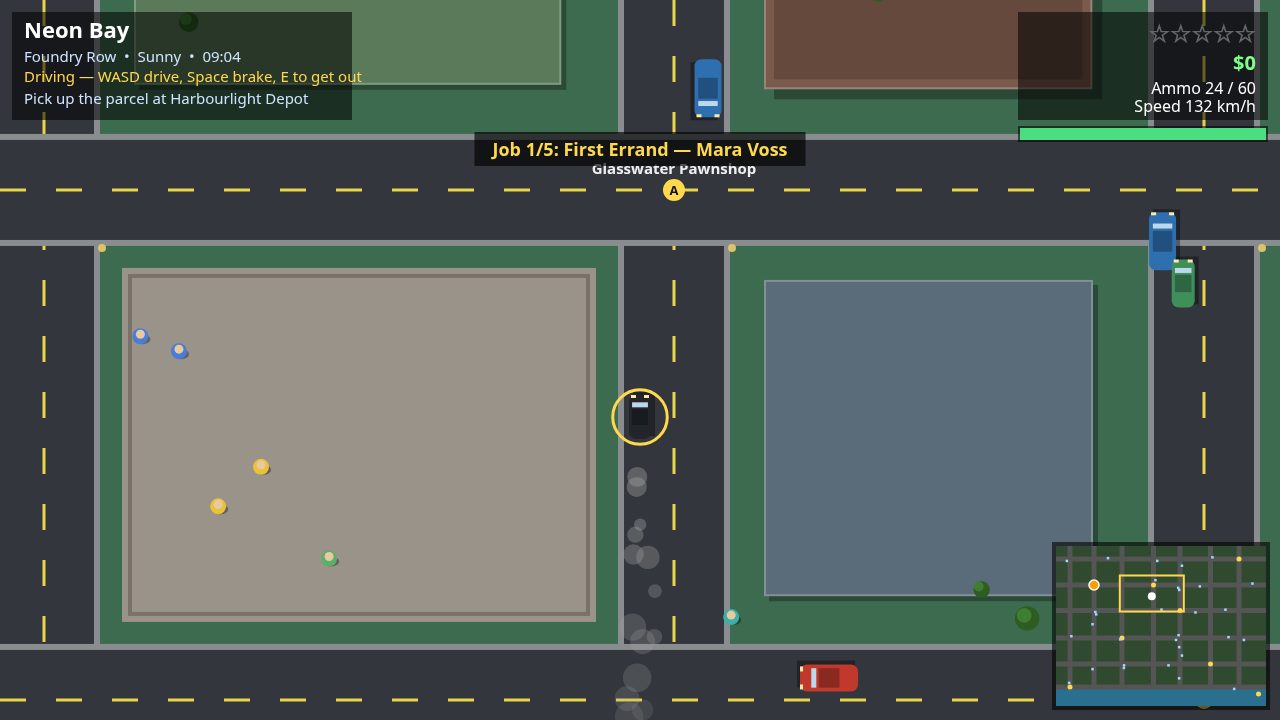 Neon Bay
Foundry Row • Sunny • 09:04
Driving — WASD drive, Space brake, E to get out
Pick up the parcel at Harbourlight Depot
☆☆☆☆☆
$0
Ammo 24 / 60
Speed 132 km/h
Job 1/5: First Errand — Mara Voss
Glasswater Pawnshop
A